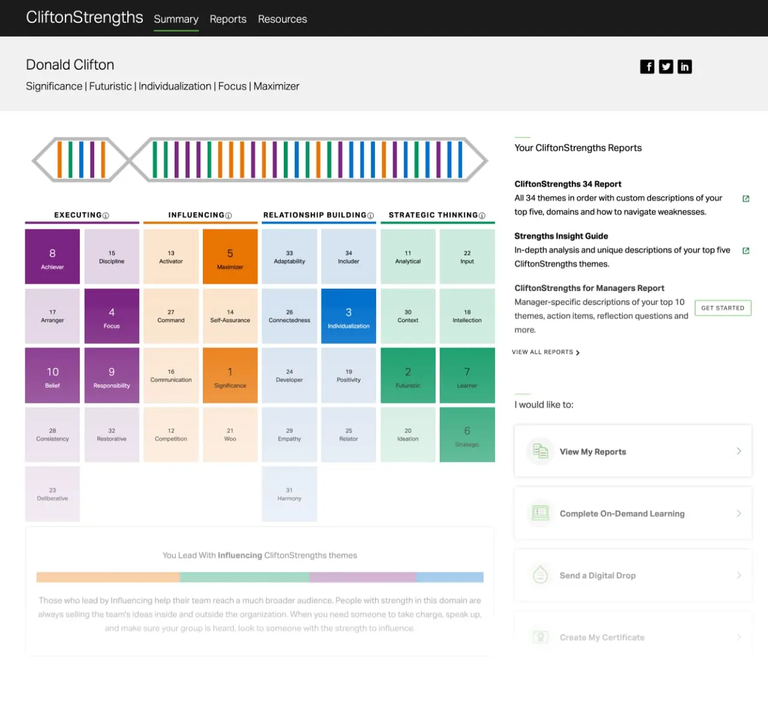 CliftonStrengths Summary Reports Resources
Donald Clifton
Significance | Futuristic | Individualization | Focus | Maximizer
EXECUTING
INFLUENCING
RELATIONSHIP BUILDING
STRATEGIC THINKING
8
Achiever
15
Discipline
13
Activator
5
Maximizer
33
Adaptability
34
Includer
11
Analytical
22
Input
17
Arranger
4
Focus
27
Command
14
Self-Assurance
26
Connectedness
3
Individualization
30
Context
18
Intellection
10
Belief
9
Responsibility
16
Communication
1
Significance
24
Developer
19
Positivity
2
Futuristic
7
Learner
28
Consistency
32
Restorative
12
Competition
21
Woo
29
Empathy
25
Relator
20
Ideation
6
Strategic
23
Deliberative
31
Harmony
You Lead With Influencing CliftonStrengths themes
Those who lead by Influencing help their team reach a much broader audience. People with strength in this domain are
always selling the team's ideas inside and outside the organization. When you need someone to take charge, speak up,
and make sure your group is heard, look to someone with the strength to influence.
Your CliftonStrengths Reports
CliftonStrengths 34 Report
All 34 themes in order with custom descriptions of your
top five, domains and how to navigate weaknesses.
Strengths Insight Guide
In-depth analysis and unique descriptions of your top five
CliftonStrengths themes.
CliftonStrengths for Managers Report
Manager-specific descriptions of your top 10
themes, action items, reflection questions and
more.
GET STARTED
VIEW ALL REPORTS
I would like to:
View My Reports
Complete On-Demand Learning
Send a Digital Drop
Create My Certificate